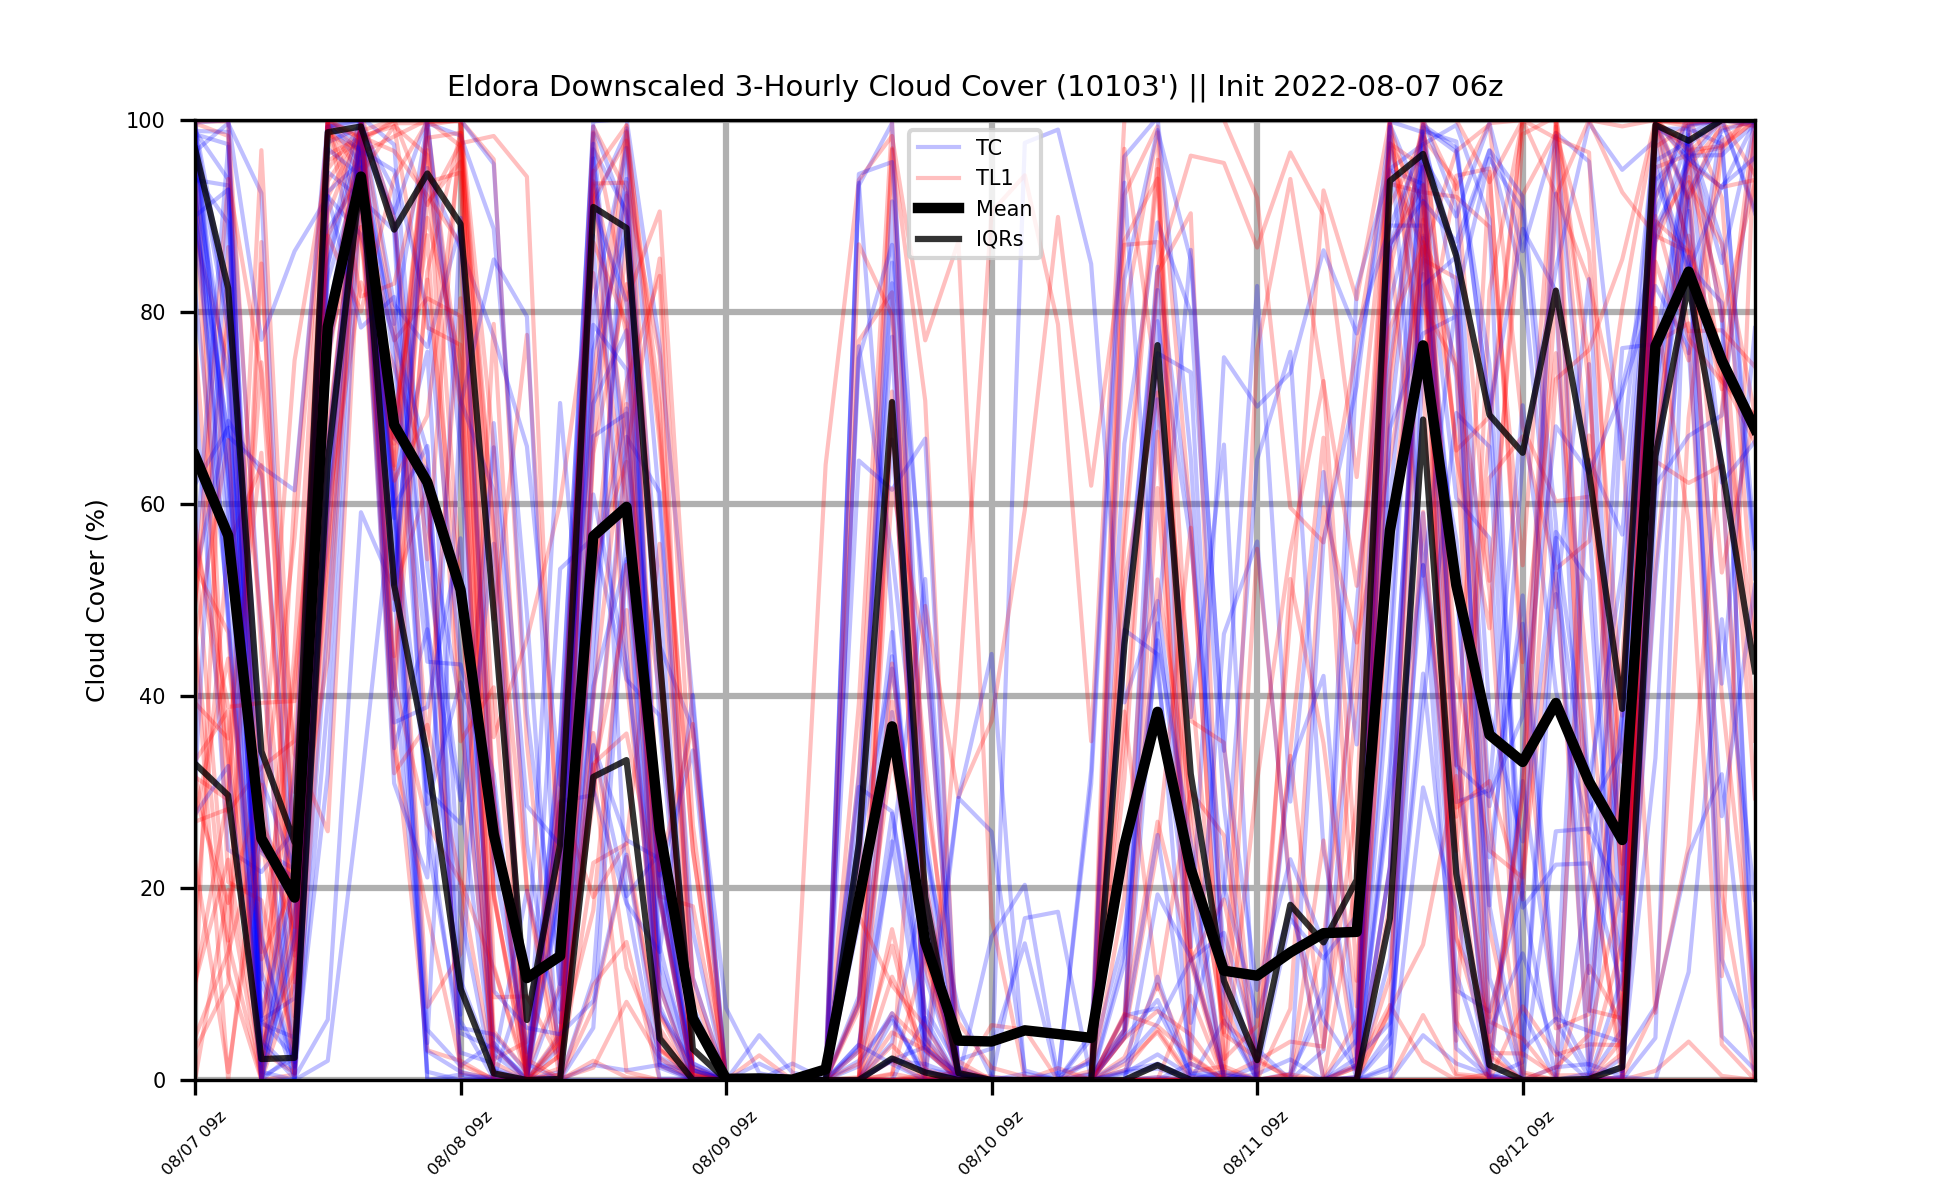 Eldora Downscaled 3-Hourly Cloud Cover (10103') || Init 2022-08-07 06z
TC
TL1
Mean
IQRs
Cloud Cover (%)
100
80
60
40
20
0
08/07 09z
08/08 09z
08/09 09z
08/10 09z
08/11 09z
08/12 09z